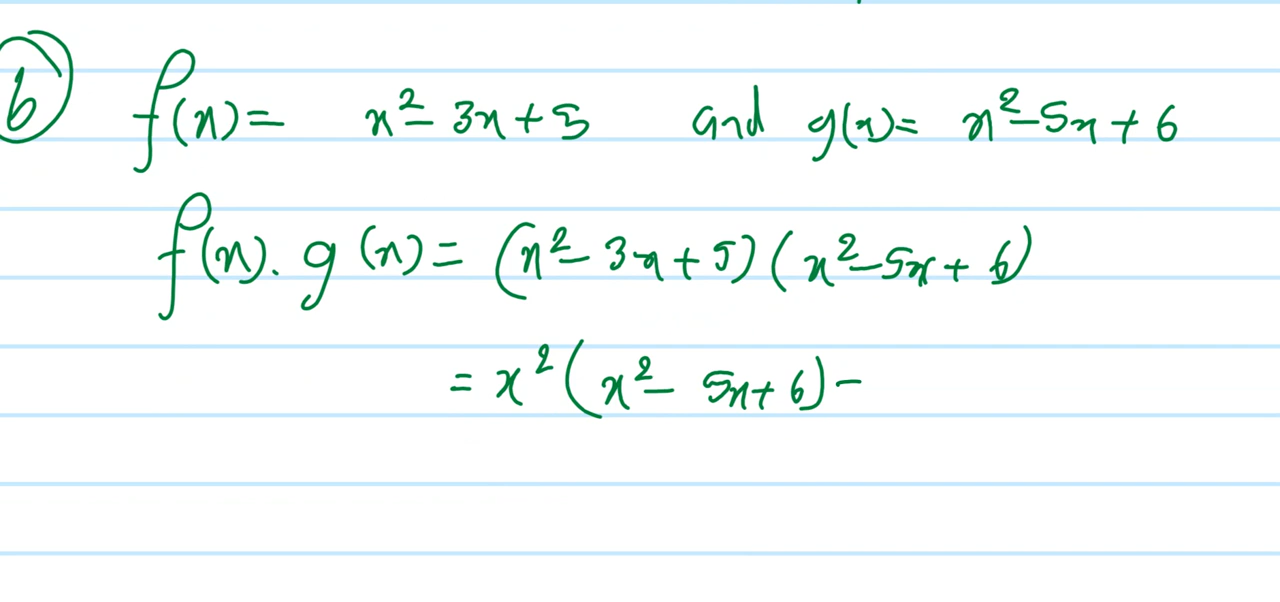 b f(x) = x² - 3x + 5 and g(x) = x² - 5x + 6
f(x). g(x) = (x² - 3x + 5)(x² - 5x + 6)
= x²(x² - 5x + 6) -